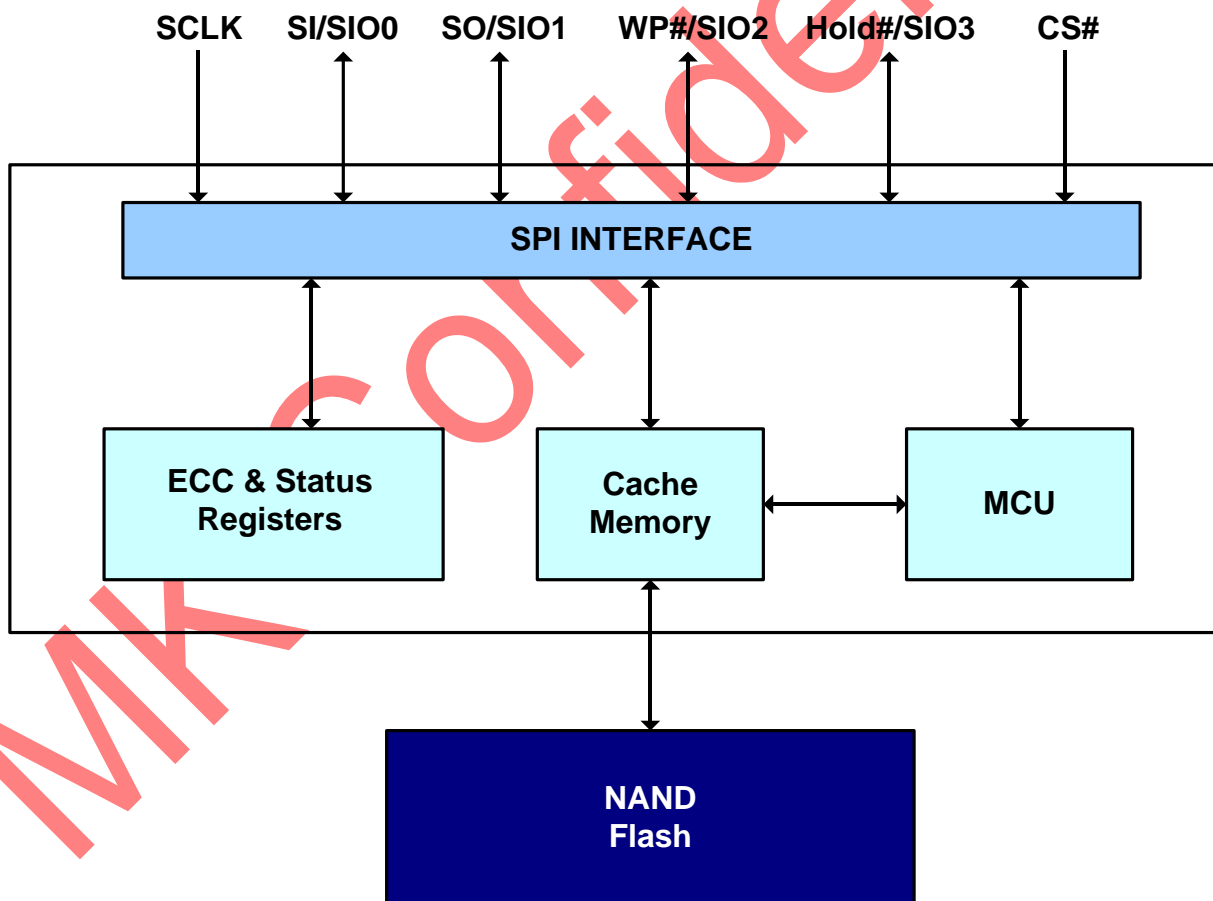 SCLK SI/SIO0 SO/SIO1 WP#/SIO2 Hold#/SIO3 CS#
SPI INTERFACE
ECC & Status
Registers
Cache
Memory
MCU
NAND
Flash
MK Confiden